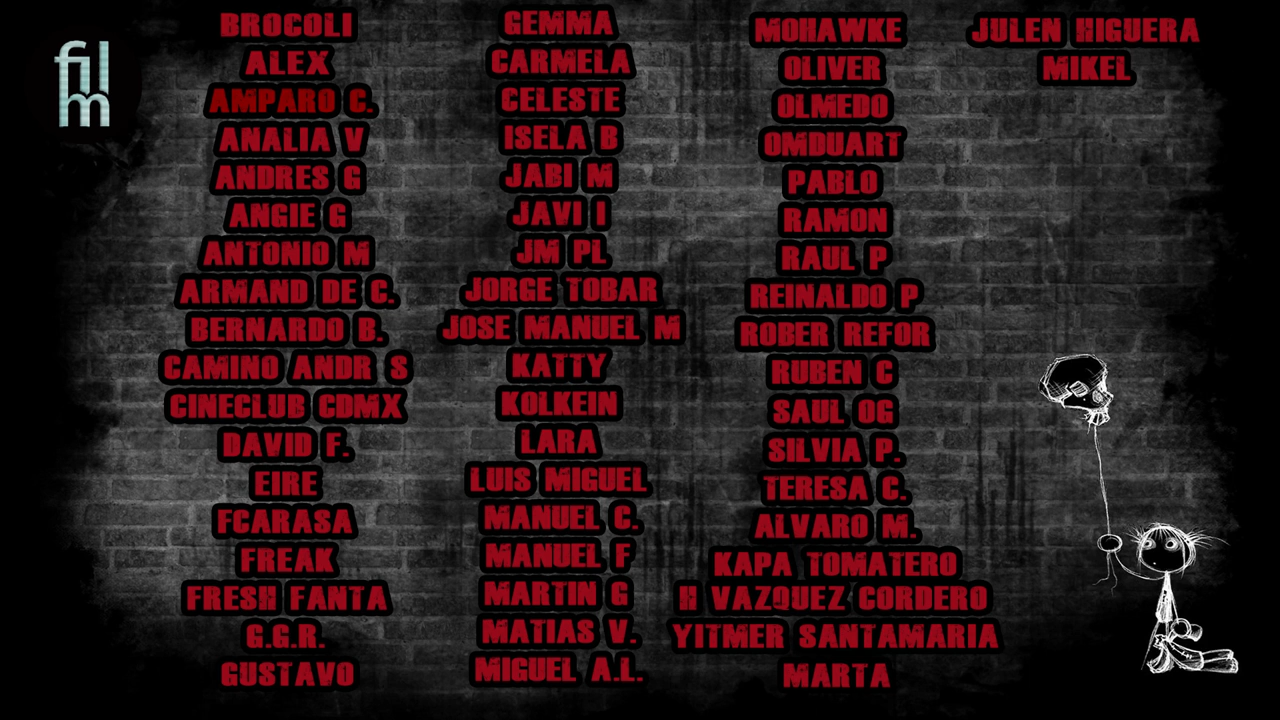 film
BROCOLI
ALEX
AMPARO C.
ANALIA V
ANDRES G
ANGIE G
ANTONIO M
ARMAND DE C.
BERNARDO B.
CAMINO ANDR S
CINECLUB CDMX
DAVID F.
EIRE
FCARASA
FREAK
FRESH FANTA
G.G.R.
GUSTAVO
GEMMA
CARMELA
CELESTE
ISELA B
JABI M
JAVI I
JM PL
JORGE TOBAR
JOSE MANUEL M
KATTY
KOLKEIN
LARA
LUIS MIGUEL
MANUEL C.
MANUEL F
MARTIN G
MATIAS V.
MIGUEL A.L.
MOHAWKE
OLIVER
OLMEDO
OMDUART
PABLO
RAMON
RAUL P
REINALDO P
ROBER REFOR
RUBEN C
SAUL OG
SILVIA P.
TERESA C.
ALVARO M.
KAPA TOMATERO
H VAZQUEZ CORDERO
YITMER SANTAMARIA
MARTA
JULEN HIGUERA
MIKEL